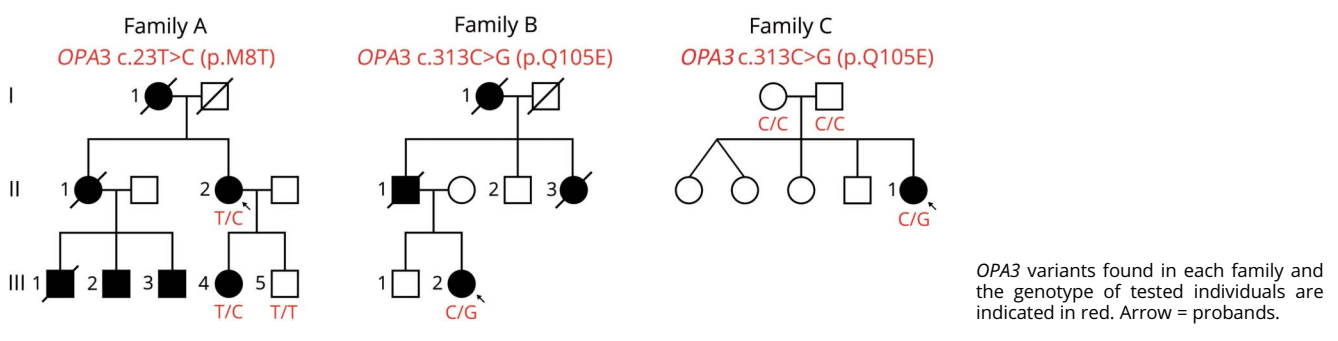 Family A
Family B
Family C
OPA3 c.23T>C (p.M8T)
OPA3 c.313C>G (p.Q105E)
OPA3 c.313C>G (p.Q105E)
I
1
1
C/C
C/C
II
1
2
1
2
3
1
T/C
C/G
III
1
2
3
4
5
1
2
T/C
T/T
C/G
OPA3 variants found in each family and
the genotype of tested individuals are
indicated in red. Arrow = probands.